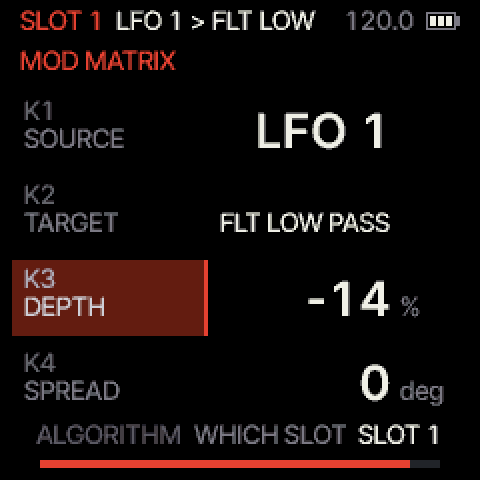 SLOT 1 LFO 1 > FLT LOW 120.0
MOD MATRIX
K1
SOURCE LFO 1
K2
TARGET FLT LOW PASS
K3
DEPTH -14 %
K4
SPREAD 0 deg
ALGORITHM WHICH SLOT SLOT 1